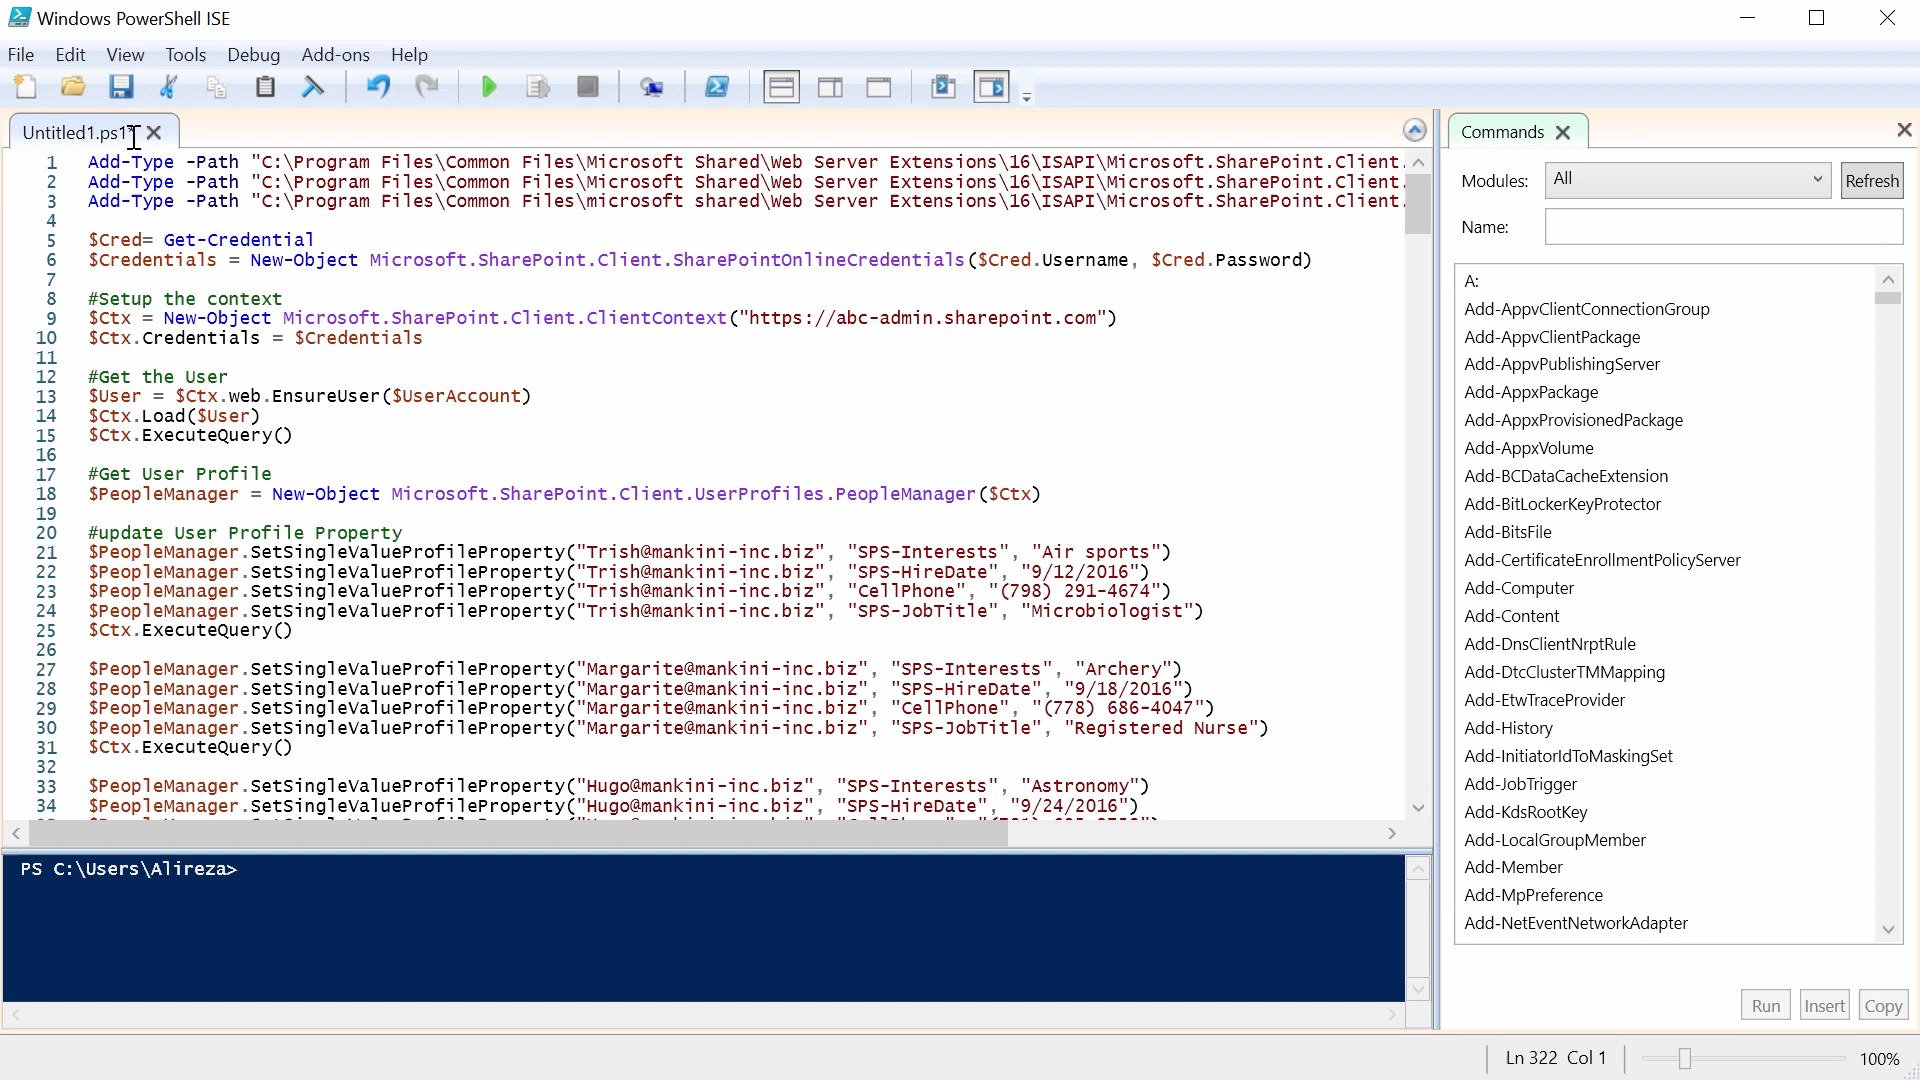 Windows PowerShell ISE
File Edit View Tools Debug Add-ons Help
Untitled1.ps1*
1 Add-Type -Path "C:\Program Files\Common Files\Microsoft Shared\Web Server Extensions\16\ISAPI\Microsoft.SharePoint.Client.
2 Add-Type -Path "C:\Program Files\Common Files\Microsoft Shared\Web Server Extensions\16\ISAPI\Microsoft.SharePoint.Client.
3 Add-Type -Path "C:\Program Files\Common Files\microsoft shared\Web Server Extensions\16\ISAPI\Microsoft.SharePoint.Client.
4
5 $Cred= Get-Credential
6 $Credentials = New-Object Microsoft.SharePoint.Client.SharePointOnlineCredentials($Cred.Username, $Cred.Password)
7
8 #Setup the context
9 $Ctx = New-Object Microsoft.SharePoint.Client.ClientContext("https://abc-admin.sharepoint.com")
10 $Ctx.Credentials = $Credentials
11
12 #Get the User
13 $User = $Ctx.web.EnsureUser($UserAccount)
14 $Ctx.Load($User)
15 $Ctx.ExecuteQuery()
16
17 #Get User Profile
18 $PeopleManager = New-Object Microsoft.SharePoint.Client.UserProfiles.PeopleManager($Ctx)
19
20 #update User Profile Property
21 $PeopleManager.SetSingleValueProfileProperty("Trish@mankini-inc.biz", "SPS-Interests", "Air sports")
22 $PeopleManager.SetSingleValueProfileProperty("Trish@mankini-inc.biz", "SPS-HireDate", "9/12/2016")
23 $PeopleManager.SetSingleValueProfileProperty("Trish@mankini-inc.biz", "CellPhone", "(798) 291-4674")
24 $PeopleManager.SetSingleValueProfileProperty("Trish@mankini-inc.biz", "SPS-JobTitle", "Microbiologist")
25 $Ctx.ExecuteQuery()
26
27 $PeopleManager.SetSingleValueProfileProperty("Margarite@mankini-inc.biz", "SPS-Interests", "Archery")
28 $PeopleManager.SetSingleValueProfileProperty("Margarite@mankini-inc.biz", "SPS-HireDate", "9/18/2016")
29 $PeopleManager.SetSingleValueProfileProperty("Margarite@mankini-inc.biz", "CellPhone", "(778) 686-4047")
30 $PeopleManager.SetSingleValueProfileProperty("Margarite@mankini-inc.biz", "SPS-JobTitle", "Registered Nurse")
31 $Ctx.ExecuteQuery()
32
33 $PeopleManager.SetSingleValueProfileProperty("Hugo@mankini-inc.biz", "SPS-Interests", "Astronomy")
34 $PeopleManager.SetSingleValueProfileProperty("Hugo@mankini-inc.biz", "SPS-HireDate", "9/24/2016")
PS C:\Users\Alireza>
Commands
Modules: All Refresh
Name:
A:
Add-AppvClientConnectionGroup
Add-AppvClientPackage
Add-AppvPublishingServer
Add-AppxPackage
Add-AppxProvisionedPackage
Add-AppxVolume
Add-BCDataCacheExtension
Add-BitLockerKeyProtector
Add-BitsFile
Add-CertificateEnrollmentPolicyServer
Add-Computer
Add-Content
Add-DnsClientNrptRule
Add-DtcClusterTMMapping
Add-EtwTraceProvider
Add-History
Add-InitiatorIdToMaskingSet
Add-JobTrigger
Add-KdsRootKey
Add-LocalGroupMember
Add-Member
Add-MpPreference
Add-NetEventNetworkAdapter
Run Insert Copy
Ln 322 Col 1 100%